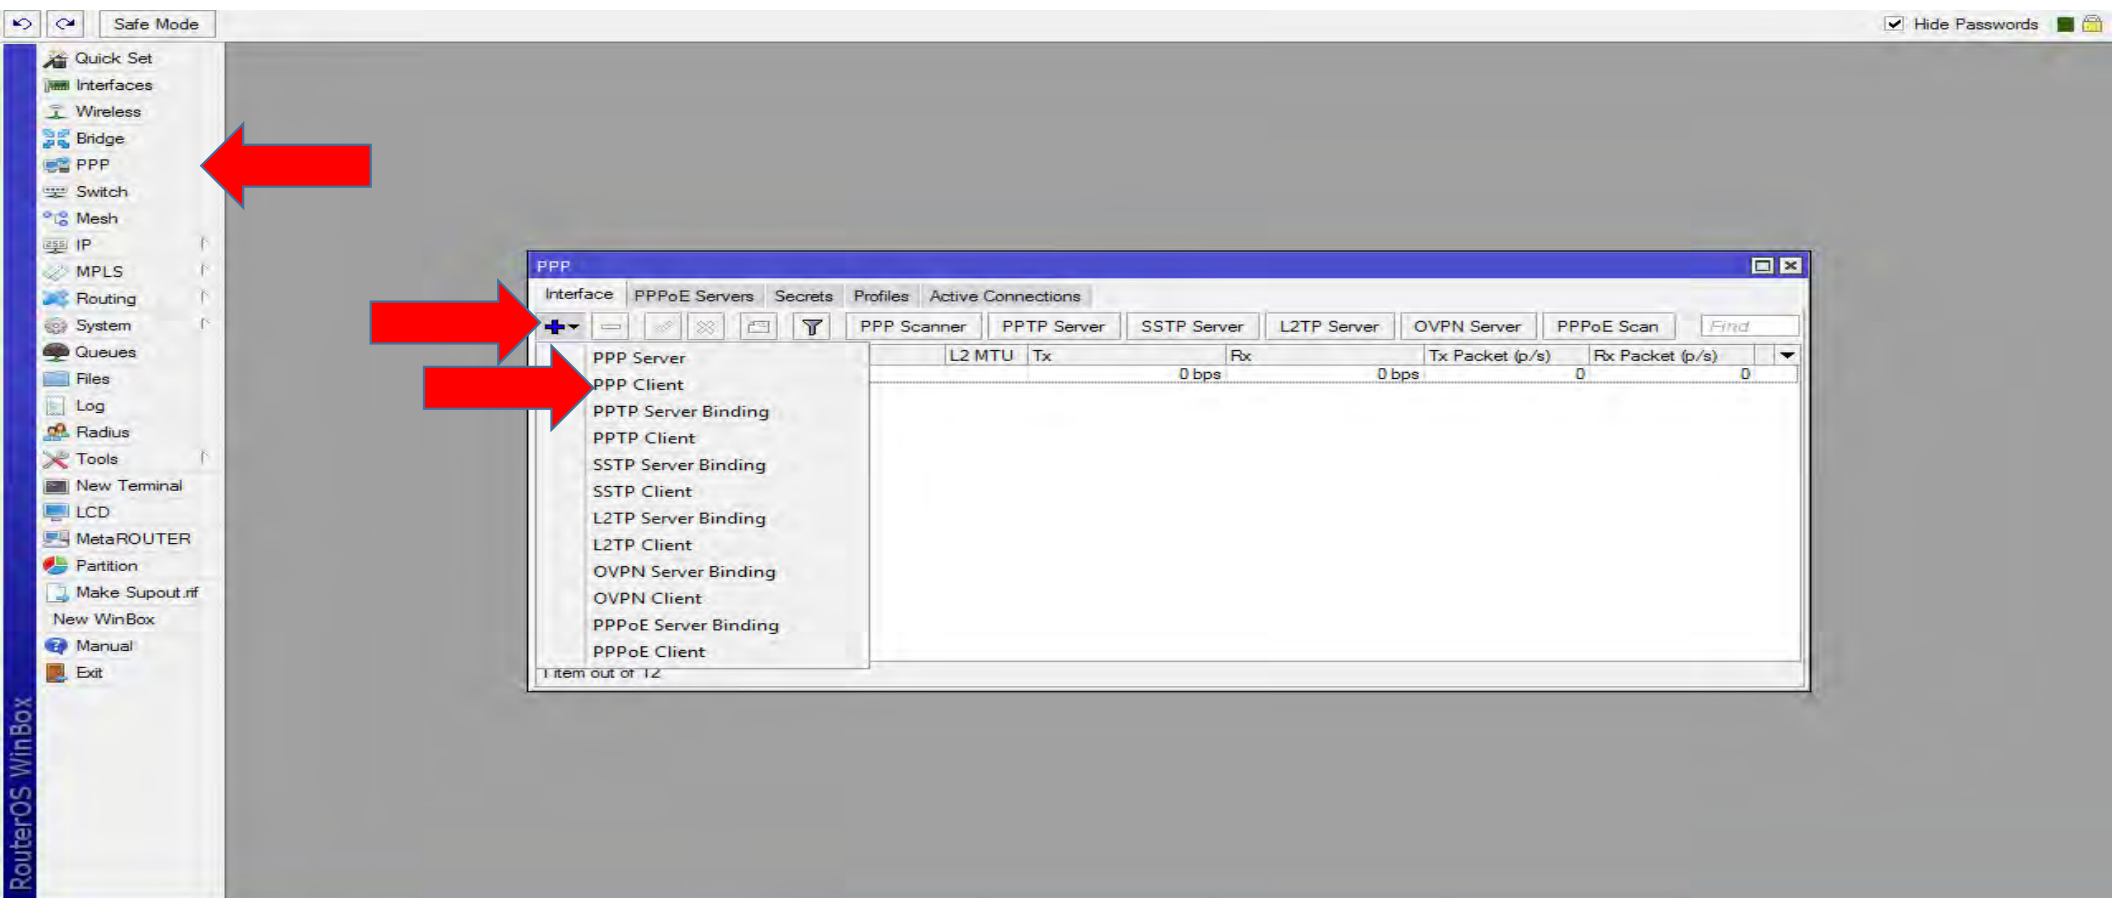 Safe Mode
Hide Passwords
Quick Set
Interfaces
Wireless
Bridge
PPP
Switch
Mesh
IP
MPLS
Routing
System
Queues
Files
Log
Radius
Tools
New Terminal
LCD
MetaROUTER
Partition
Make Supout.rif
New WinBox
Manual
Exit
RouterOS WinBox
PPP
Interface PPPoE Servers Secrets Profiles Active Connections
PPP Scanner PPTP Server SSTP Server L2TP Server OVPN Server PPPoE Scan Find
L2 MTU Tx Rx Tx Packet (p/s) Rx Packet (p/s)
0 bps 0 bps 0 0
PPP Server
PPP Client
PPTP Server Binding
PPTP Client
SSTP Server Binding
SSTP Client
L2TP Server Binding
L2TP Client
OVPN Server Binding
OVPN Client
PPPoE Server Binding
PPPoE Client
1 item out of 12